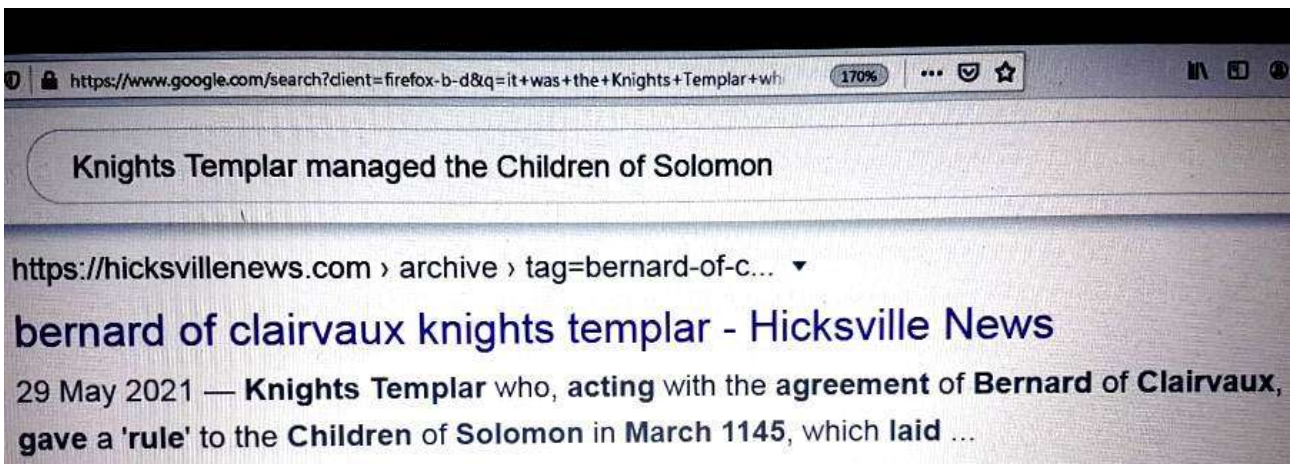 https://www.google.com/search?client=firefox-b-d&q=it+was+the+Knights+Templar+wh 170%
Knights Templar managed the Children of Solomon
https://hicksvillenews.com › archive › tag=bernard-of-c...
bernard of clairvaux knights templar - Hicksville News
29 May 2021 — Knights Templar who, acting with the agreement of Bernard of Clairvaux,
gave a 'rule' to the Children of Solomon in March 1145, which laid ...